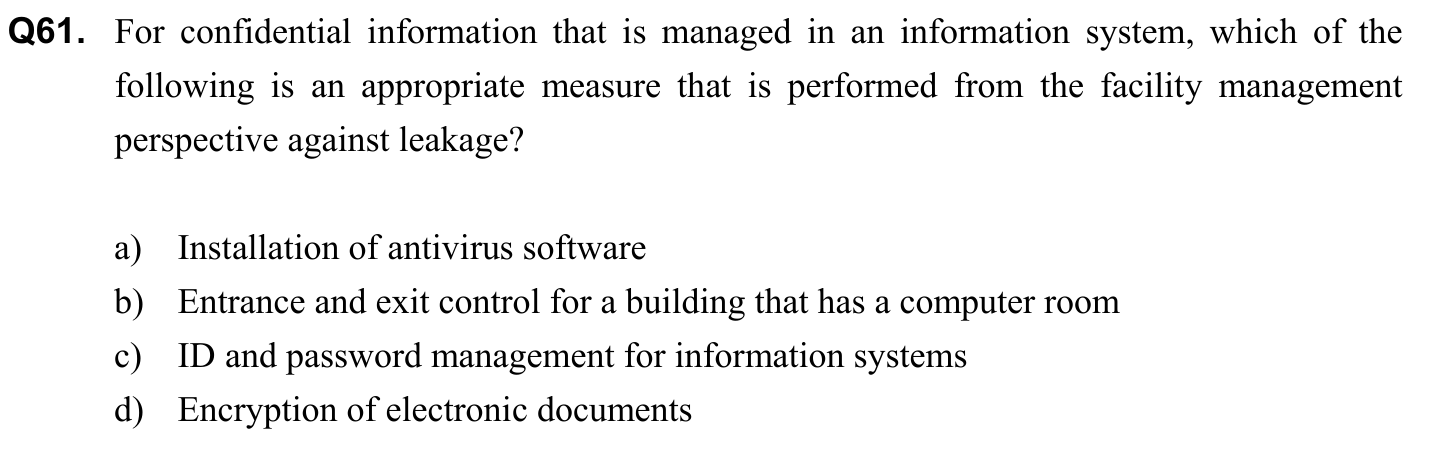 Q61. For confidential information that is managed in an information system, which of the
following is an appropriate measure that is performed from the facility management
perspective against leakage?
a) Installation of antivirus software
b) Entrance and exit control for a building that has a computer room
c) ID and password management for information systems
d) Encryption of electronic documents